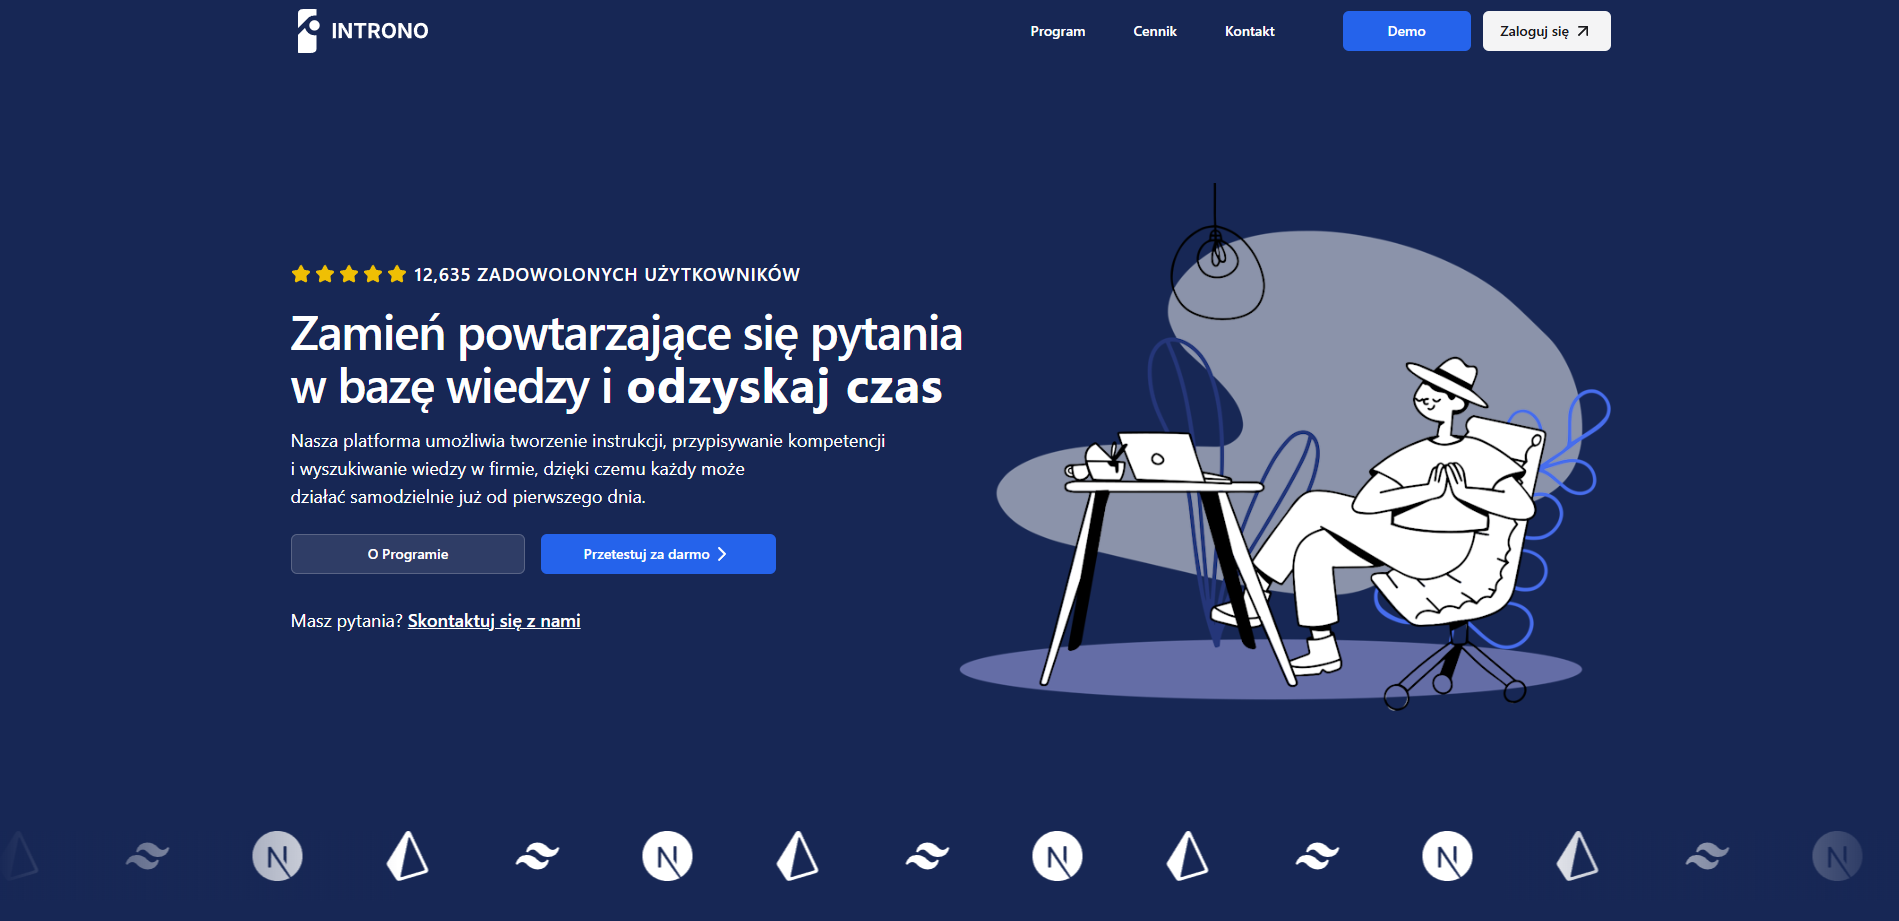 INTRONO
Program
Cennik
Kontakt
Demo
Zaloguj się
12,635 ZADOWOLONYCH UŻYTKOWNIKÓW
Zamień powtarzające się pytania
w bazę wiedzy i odzyskaj czas
Nasza platforma umożliwia tworzenie instrukcji, przypisywanie kompetencji
i wyszukiwanie wiedzy w firmie, dzięki czemu każdy może
działać samodzielnie już od pierwszego dnia.
O Programie
Przetestuj za darmo
Masz pytania? Skontaktuj się z nami